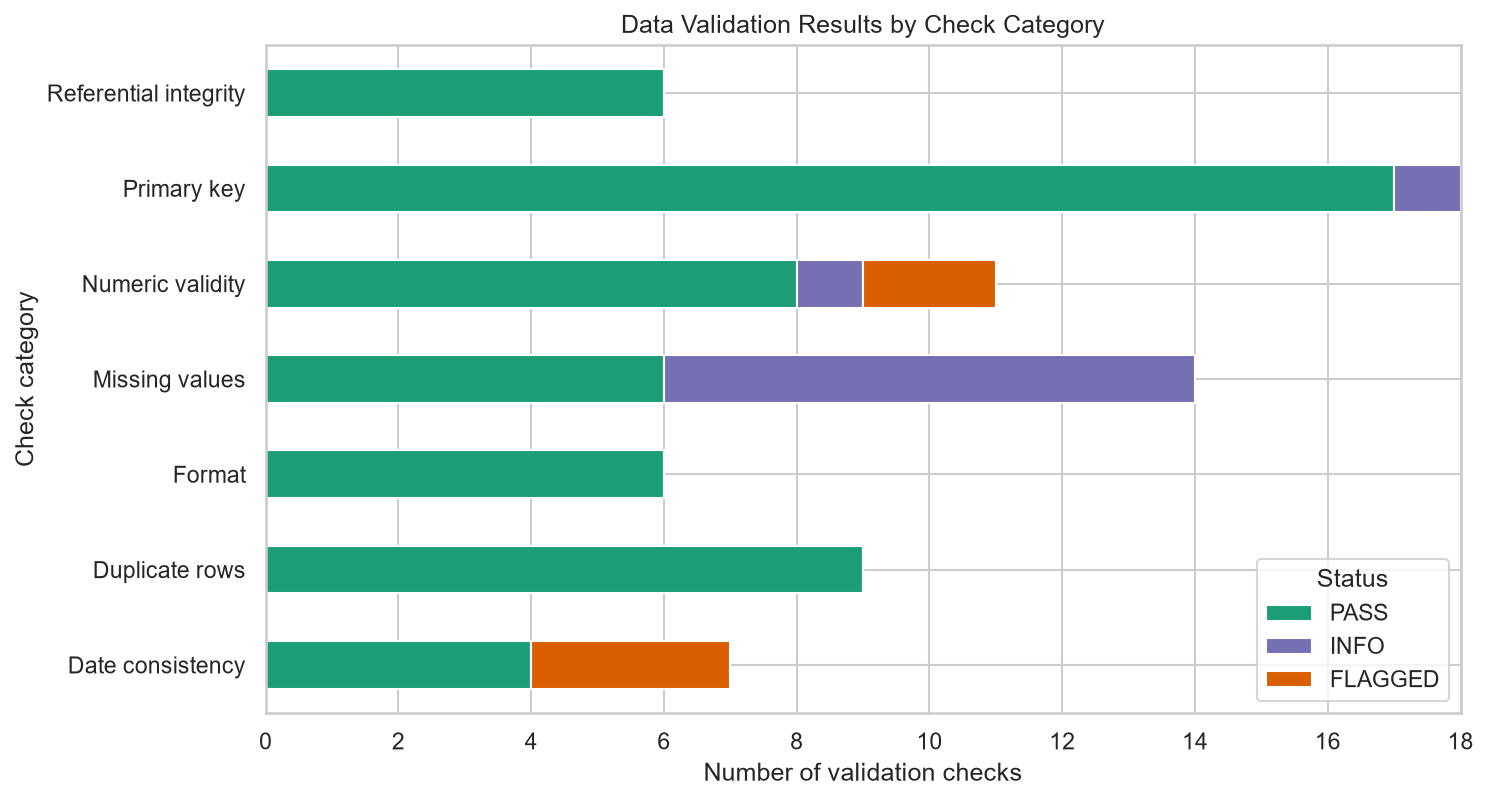 Data Validation Results by Check Category
Referential integrity
Primary key
Numeric validity
Missing values
Format
Duplicate rows
Date consistency
Check category
Status
PASS
INFO
FLAGGED
0 2 4 6 8 10 12 14 16 18
Number of validation checks